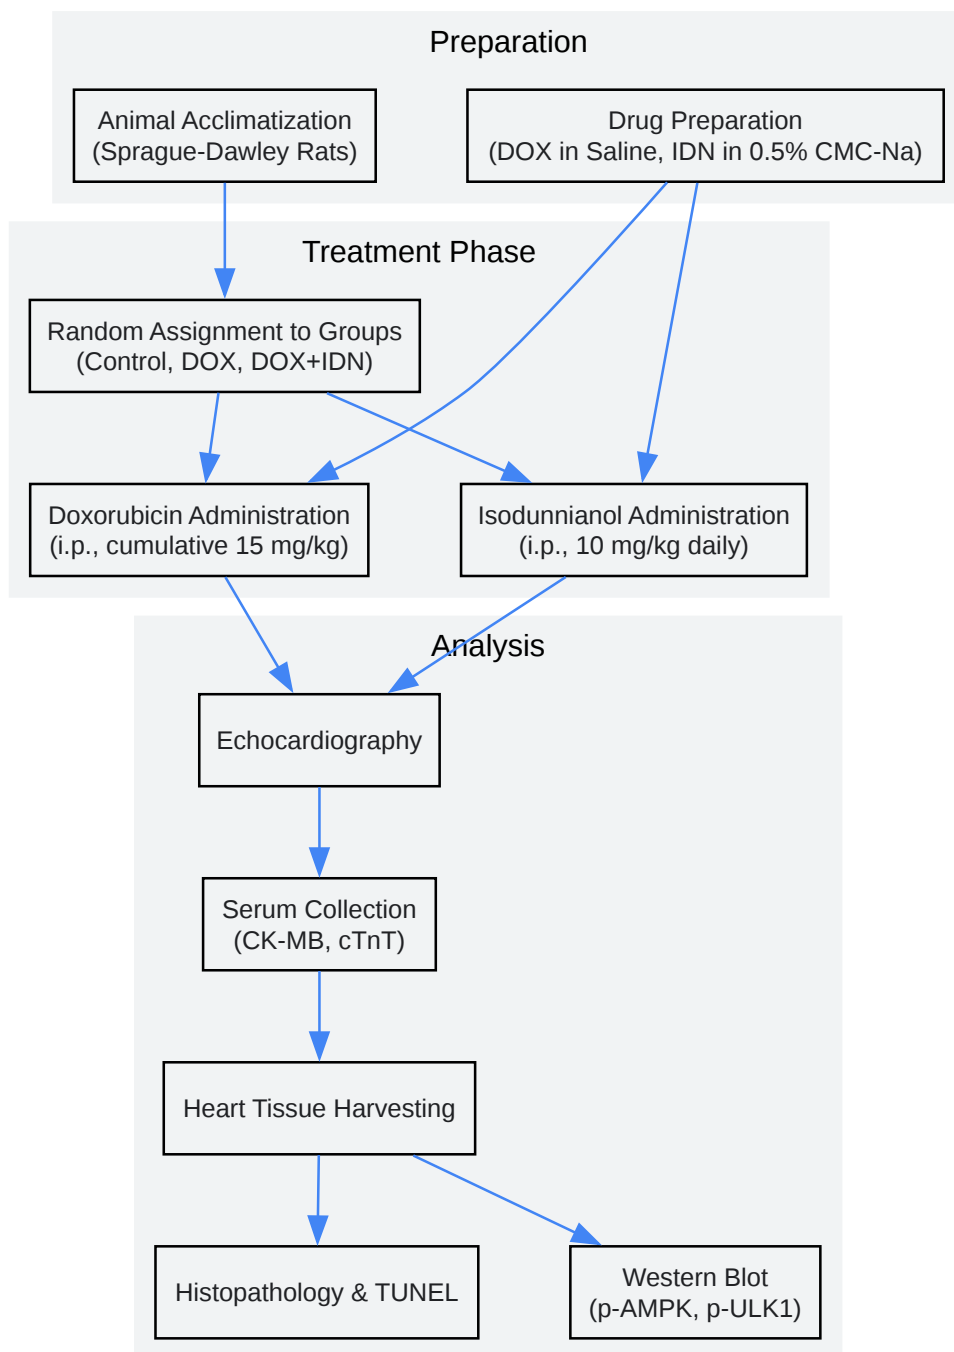 Preparation
Animal Acclimatization
(Sprague-Dawley Rats)
Drug Preparation
(DOX in Saline, IDN in 0.5% CMC-Na)
Treatment Phase
Random Assignment to Groups
(Control, DOX, DOX+IDN)
Doxorubicin Administration
(i.p., cumulative 15 mg/kg)
Isodunnianol Administration
(i.p., 10 mg/kg daily)
Analysis
Echocardiography
Serum Collection
(CK-MB, cTnT)
Heart Tissue Harvesting
Histopathology & TUNEL
Western Blot
(p-AMPK, p-ULK1)